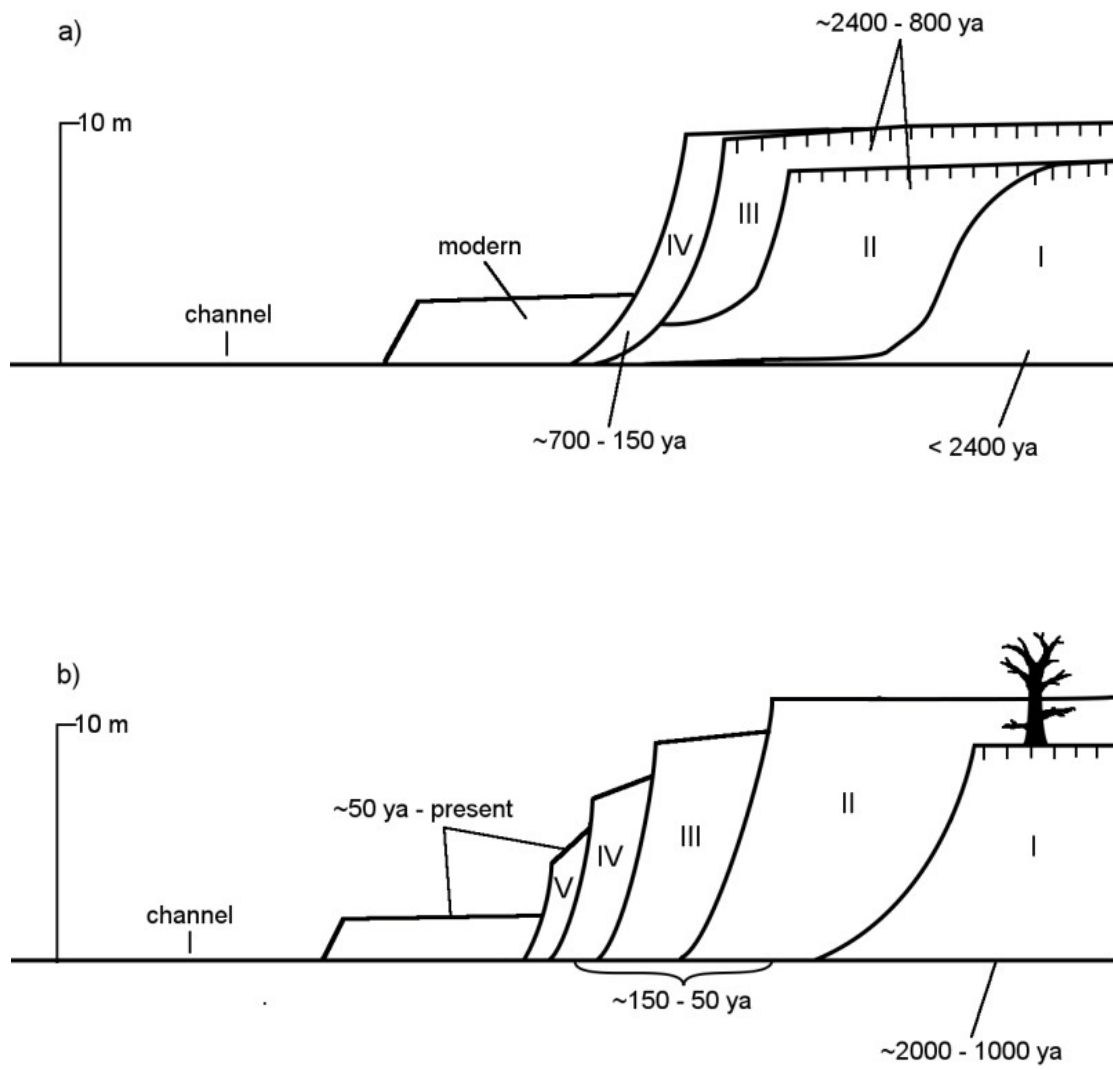 a)
~2400 - 800 ya
10 m
III
IV
II
I
modern
channel
~700 - 150 ya
< 2400 ya
b)
10 m
II
~50 ya - present
III
IV
I
V
channel
~150 - 50 ya
~2000 - 1000 ya